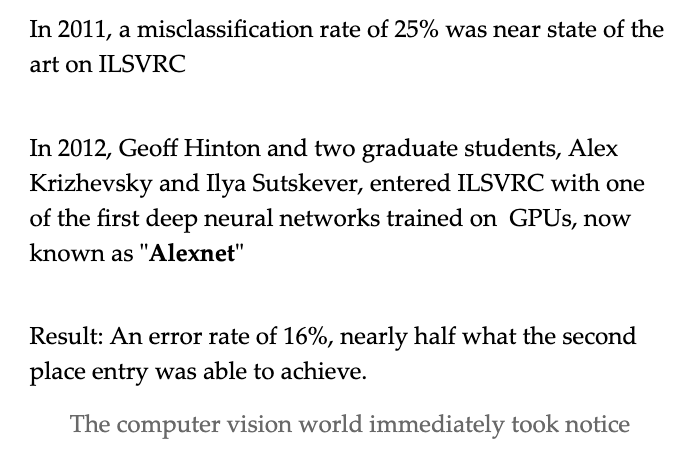 In 2011, a misclassification rate of 25% was near state of the
art on ILSVRC
In 2012, Geoff Hinton and two graduate students, Alex
Krizhevsky and Ilya Sutskever, entered ILSVRC with one
of the first deep neural networks trained on  GPUs, now
known as "Alexnet"
Result: An error rate of 16%, nearly half what the second
place entry was able to achieve.
The computer vision world immediately took notice